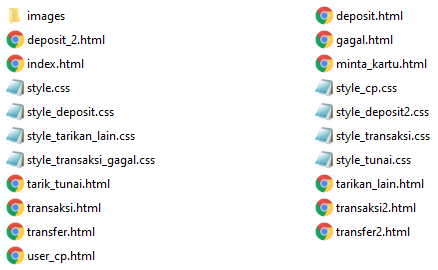 images
deposit.html
deposit_2.html
gagal.html
index.html
minta_kartu.html
style.css
style_cp.css
style_deposit.css
style_deposit2.css
style_tarikan_lain.css
style_transaksi.css
style_transaksi_gagal.css
style_tunai.css
tarik_tunai.html
tarikan_lain.html
transaksi.html
transaksi2.html
transfer.html
transfer2.html
user_cp.html